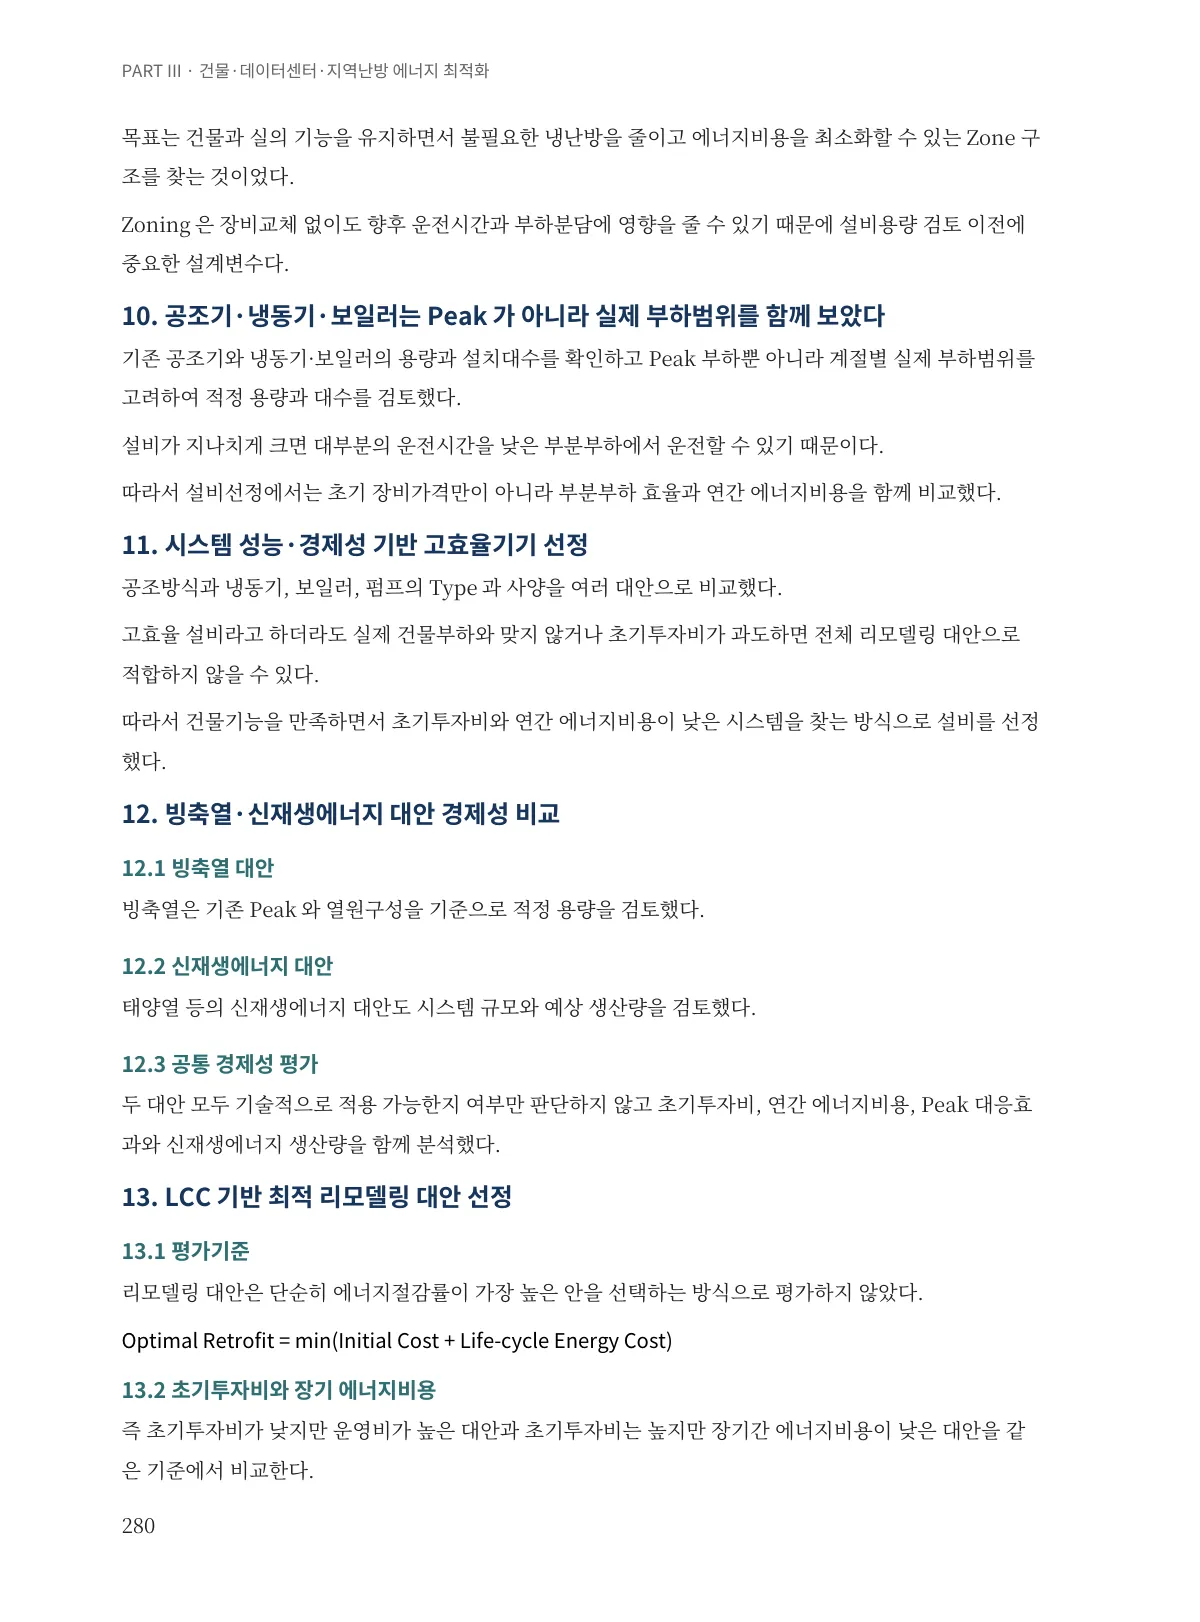 PART III · 건물·데이터센터·지역난방 에너지 최적화
목표는 건물과 실의 기능을 유지하면서 불필요한 냉난방을 줄이고 에너지비용을 최소화할 수 있는 Zone 구
조를 찾는 것이었다.
Zoning 은 장비교체 없이도 향후 운전시간과 부하분담에 영향을 줄 수 있기 때문에 설비용량 검토 이전에
중요한 설계변수다.
10. 공조기·냉동기·보일러는 Peak 가 아니라 실제 부하범위를 함께 보았다
기존 공조기와 냉동기·보일러의 용량과 설치대수를 확인하고 Peak 부하뿐 아니라 계절별 실제 부하범위를
고려하여 적정 용량과 대수를 검토했다.
설비가 지나치게 크면 대부분의 운전시간을 낮은 부분부하에서 운전할 수 있기 때문이다.
따라서 설비선정에서는 초기 장비가격만이 아니라 부분부하 효율과 연간 에너지비용을 함께 비교했다.
11. 시스템 성능·경제성 기반 고효율기기 선정
공조방식과 냉동기, 보일러, 펌프의 Type 과 사양을 여러 대안으로 비교했다.
고효율 설비라고 하더라도 실제 건물부하와 맞지 않거나 초기투자비가 과도하면 전체 리모델링 대안으로
적합하지 않을 수 있다.
따라서 건물기능을 만족하면서 초기투자비와 연간 에너지비용이 낮은 시스템을 찾는 방식으로 설비를 선정
했다.
12. 빙축열·신재생에너지 대안 경제성 비교
12.1 빙축열 대안
빙축열은 기존 Peak 와 열원구성을 기준으로 적정 용량을 검토했다.
12.2 신재생에너지 대안
태양열 등의 신재생에너지 대안도 시스템 규모와 예상 생산량을 검토했다.
12.3 공통 경제성 평가
두 대안 모두 기술적으로 적용 가능한지 여부만 판단하지 않고 초기투자비, 연간 에너지비용, Peak 대응효
과와 신재생에너지 생산량을 함께 분석했다.
13. LCC 기반 최적 리모델링 대안 선정
13.1 평가기준
리모델링 대안은 단순히 에너지절감률이 가장 높은 안을 선택하는 방식으로 평가하지 않았다.
Optimal Retrofit = min(Initial Cost + Life-cycle Energy Cost)
13.2 초기투자비와 장기 에너지비용
즉 초기투자비가 낮지만 운영비가 높은 대안과 초기투자비는 높지만 장기간 에너지비용이 낮은 대안을 같
은 기준에서 비교한다.
280